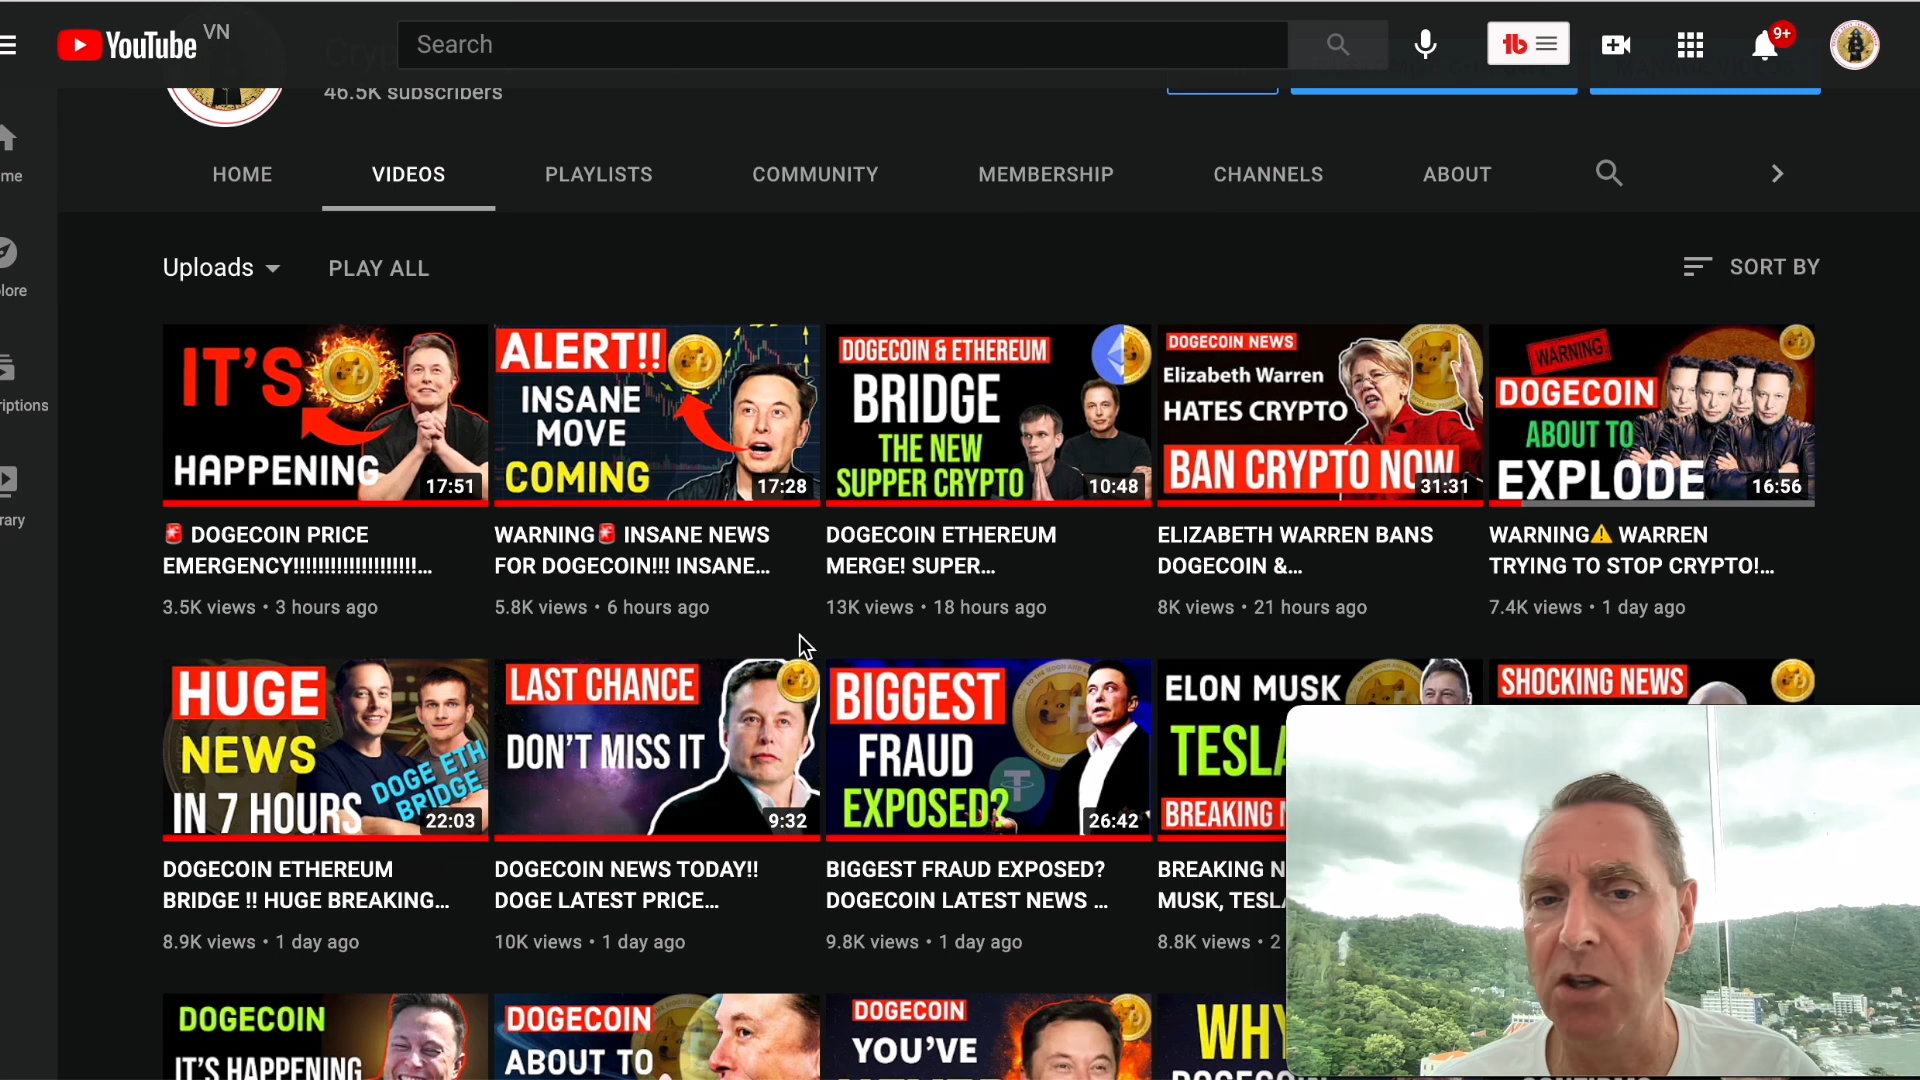 YouTube VN
Search
9+
46.5K subscribers
HOME
VIDEOS
PLAYLISTS
COMMUNITY
MEMBERSHIP
CHANNELS
ABOUT
me
lore
riptions
rary
Uploads
PLAY ALL
SORT BY
IT'S
HAPPENING
17:51
ALERT!!
INSANE
MOVE
COMING
17:28
DOGECOIN & ETHEREUM
BRIDGE
THE NEW
SUPPER CRYPTO
10:48
DOGECOIN NEWS
Elizabeth Warren
HATES CRYPTO
BAN CRYPTO NOW
31:31
WARNING
DOGECOIN
ABOUT TO
EXPLODE
16:56
🚨 DOGECOIN PRICE
EMERGENCY!!!!!!!!!!!!!!!!!!!!...
3.5K views • 3 hours ago
WARNING🚨 INSANE NEWS
FOR DOGECOIN!!! INSANE...
5.8K views • 6 hours ago
DOGECOIN ETHEREUM
MERGE! SUPER...
13K views • 18 hours ago
ELIZABETH WARREN BANS
DOGECOIN &...
8K views • 21 hours ago
WARNING⚠️ WARREN
TRYING TO STOP CRYPTO!...
7.4K views • 1 day ago
HUGE
NEWS
IN 7 HOURS
DOGE ETH
BRIDGE
22:03
LAST CHANCE
DON'T MISS IT
9:32
BIGGEST
FRAUD
EXPOSED?
26:42
ELON MUSK
TESLA
BREAKING N
SHOCKING NEWS
DOGECOIN ETHEREUM
BRIDGE !! HUGE BREAKING...
8.9K views • 1 day ago
DOGECOIN NEWS TODAY!!
DOGE LATEST PRICE...
10K views • 1 day ago
BIGGEST FRAUD EXPOSED?
DOGECOIN LATEST NEWS ...
9.8K views • 1 day ago
BREAKING N
MUSK, TESLA
8.8K views • 2
DOGECOIN
IT'S HAPPENING
DOGECOIN
ABOUT TO
DOGECOIN
YOU'VE
WHY
DOGECOIN